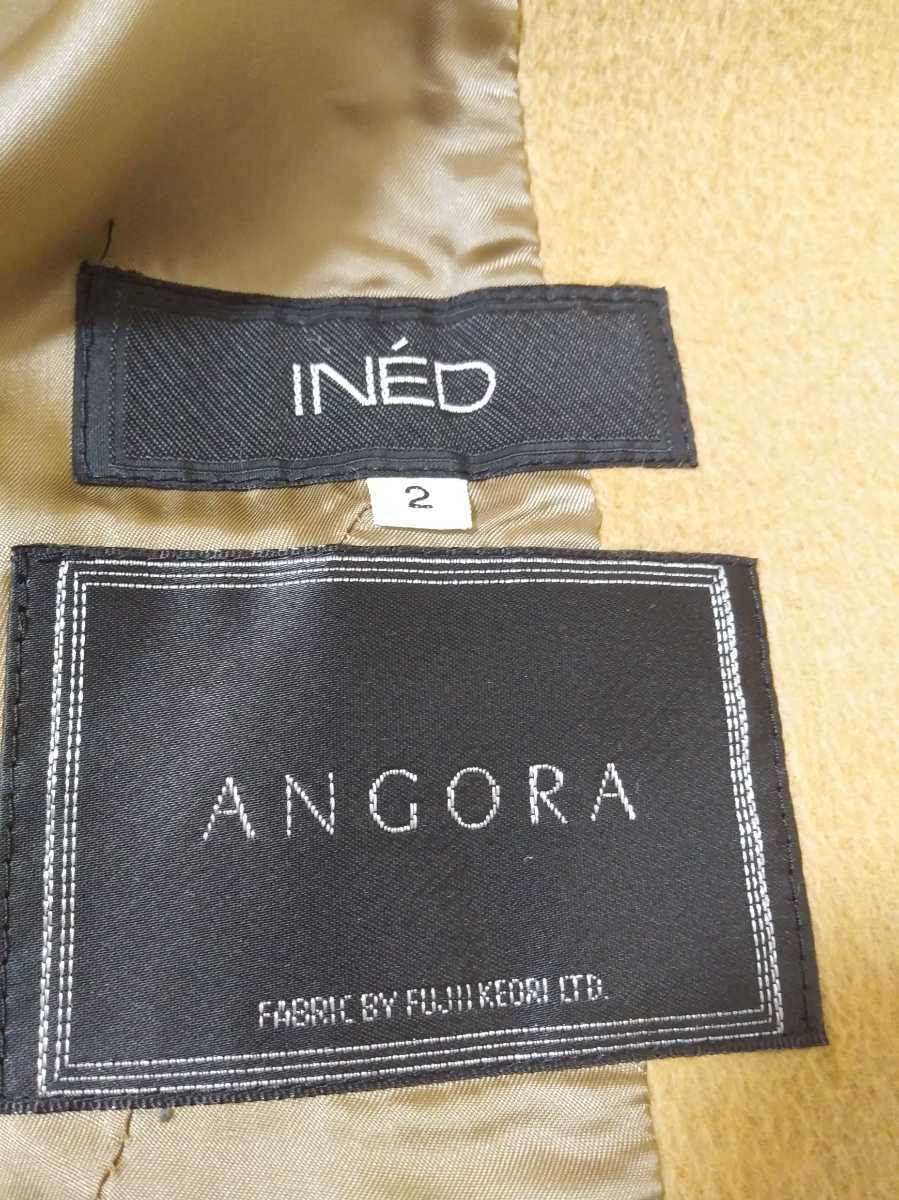 INÉD
2
ANGORA
FABRIC BY FUJII KEORI LTD.